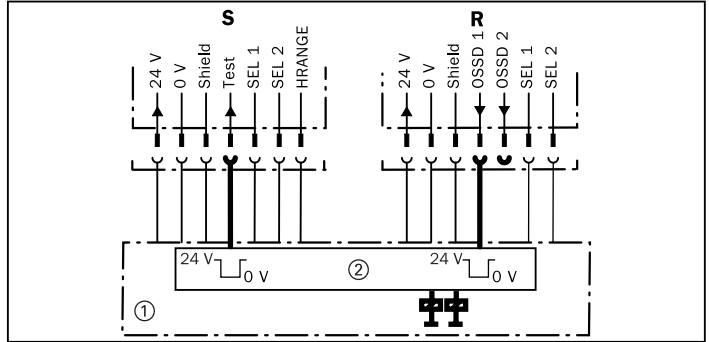 S R
24 V 0 V Shield Test SEL 1 SEL 2 HRANGE 24 V 0 V Shield OSSD 1 OSSD 2 SEL 1 SEL 2
24 V 0 V ② 24 V 0 V
①